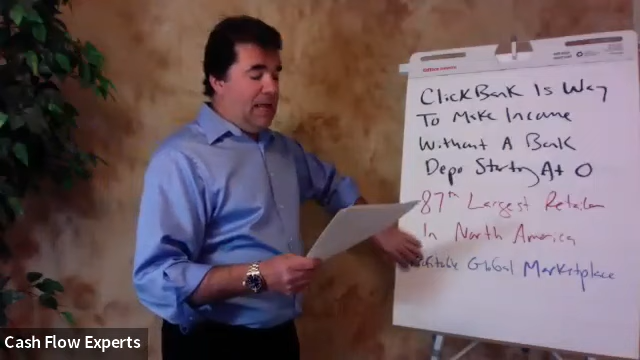 ClickBank Is Way
To Make Income
Without A Bank
Depo Starting At 0
87th Largest Retailer
In North America
Global Marketplace
Cash Flow Experts